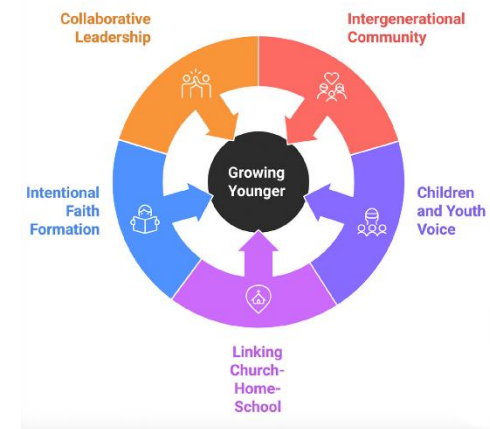 Collaborative
Leadership
Intergenerational
Community
Growing
Younger
Intentional
Faith
Formation
Children
and Youth
Voice
Linking
Church-
Home-
School